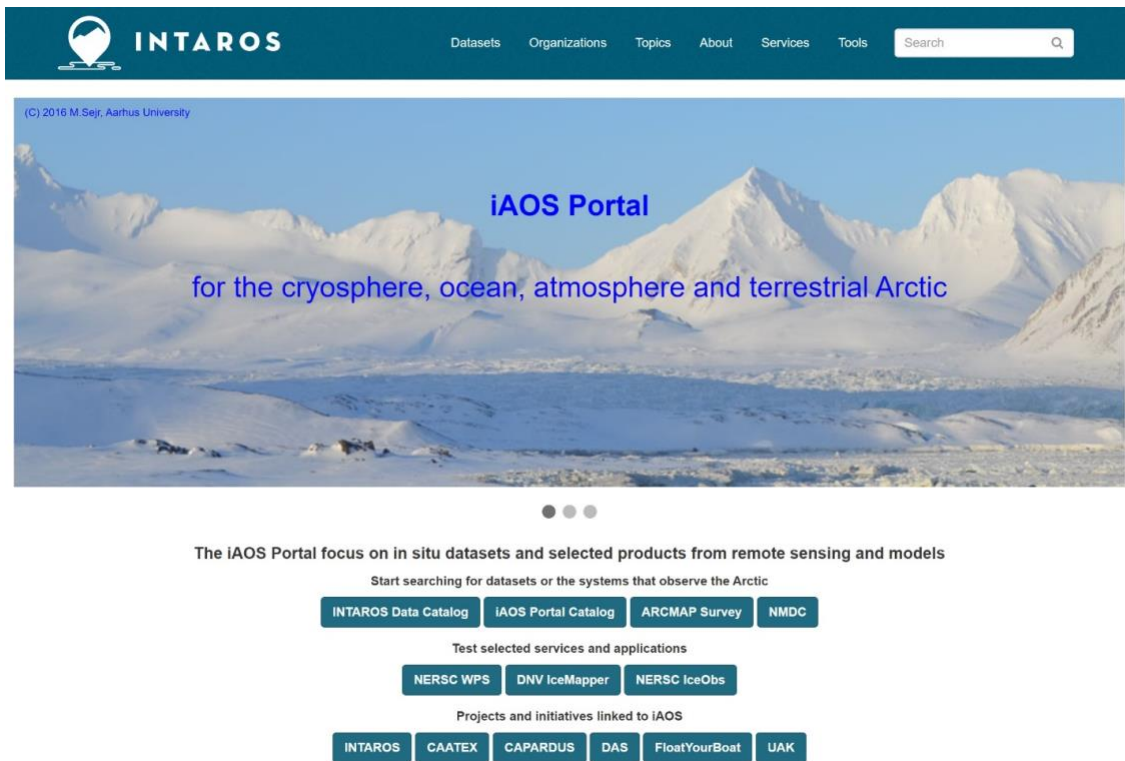 INTAROS
Datasets Organizations Topics About Services Tools Search
(C) 2016 M.Sejr, Aarhus University
iAOS Portal
for the cryosphere, ocean, atmosphere and terrestrial Arctic
The iAOS Portal focus on in situ datasets and selected products from remote sensing and models
Start searching for datasets or the systems that observe the Arctic
INTAROS Data Catalog iAOS Portal Catalog ARCMAP Survey NMDC
Test selected services and applications
NERSC WPS DNV IceMapper NERSC IceObs
Projects and initiatives linked to iAOS
INTAROS CAATEX CAPARDUS DAS FloatYourBoat UAK